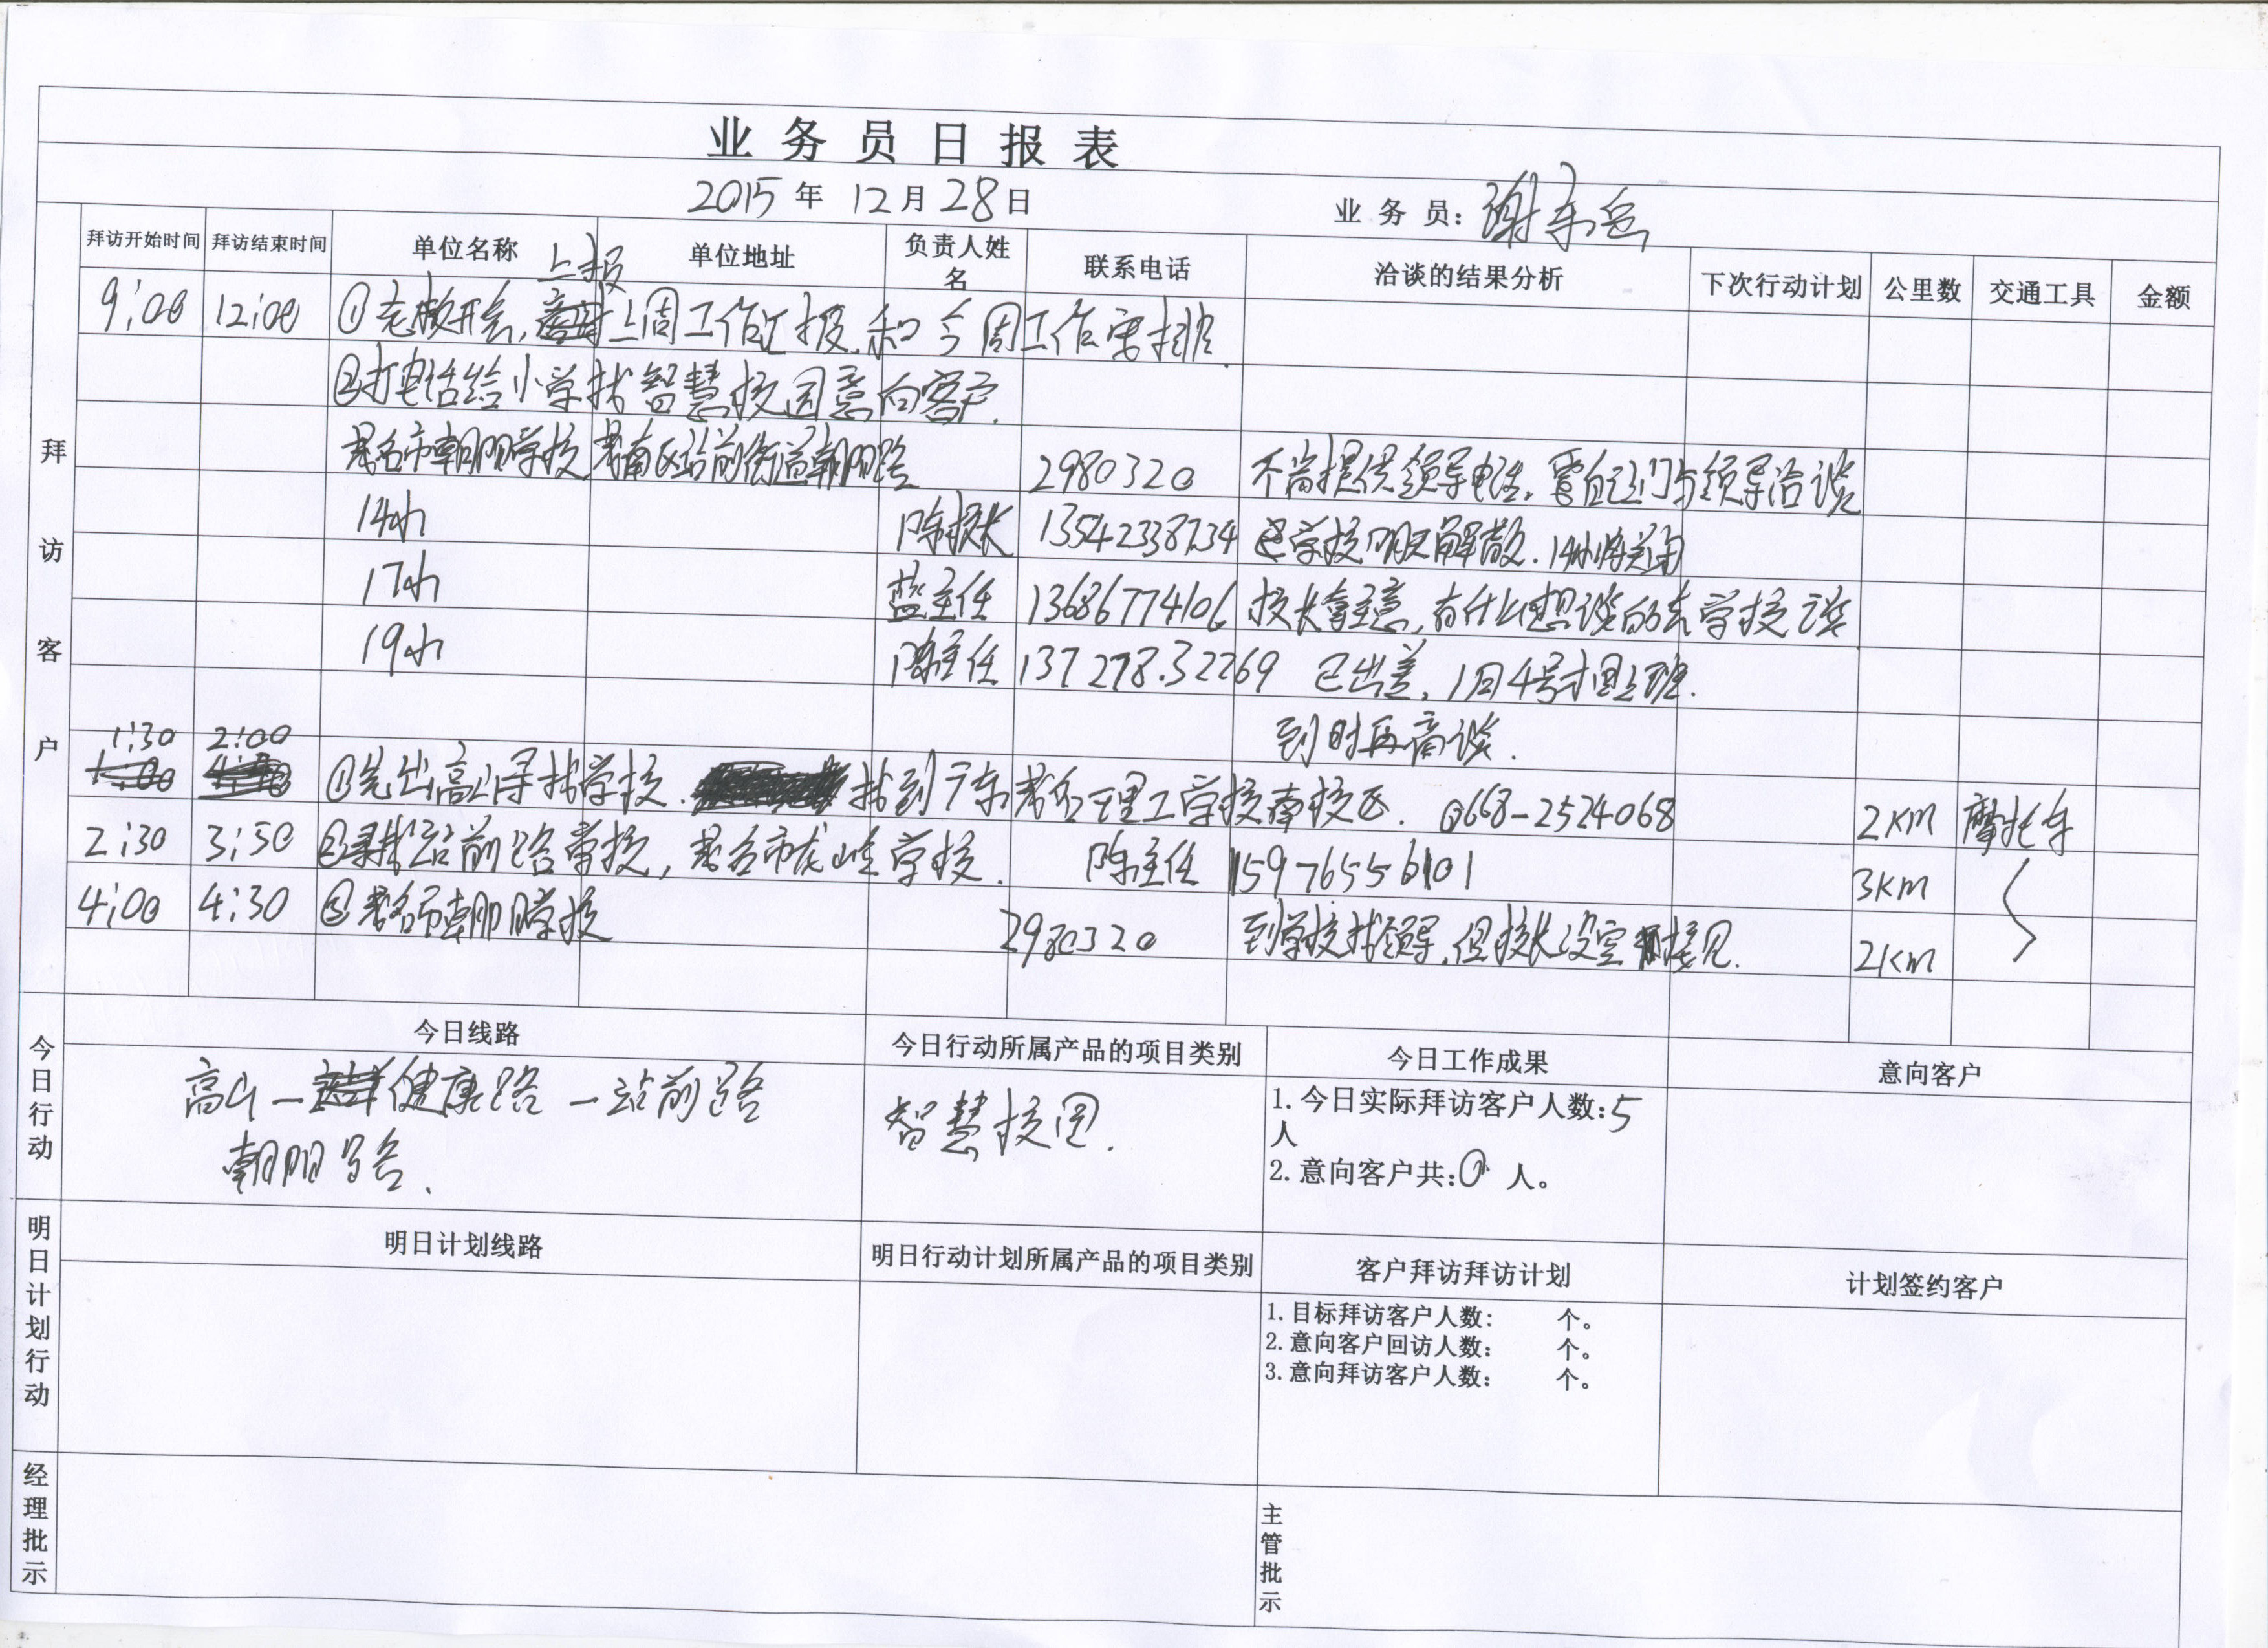 业务员日报表
2015年12月28日 业务员:谢
拜访客户
拜访开始时间 拜访结束时间 单位名称 单位地址 负责人姓名 联系电话 洽谈的结果分析 下次行动计划 公里数 交通工具 金额
上报
9:00 12:00 ①老板开会,上周工作汇报.和今周工作安排.
②打电话给小学找智慧校园意向客户.
茂名市朝阳学校 茂南区站前街道朝阳路 2980320 不肯提供领导电话,需自己上门与领导洽谈
14小 陈校长 13542338734 学校明天解散.14小将关闭
17小 蓝主任 13686774106 校长拿主意,有什么想谈的去学校谈
19小 陈主任 13727832269 已出差,1月4号才回上班.
到时再商谈.
1:30 2:00
①先出高山寻找学校. 找到广东茂名理工学校南校区. 0668-2524068 2KM 摩托车
2:30 3:50 ②寻找站前路学校,茂名市龙岭学校. 陈主任 15976556101 3KM
4:00 4:30 ③茂名市朝阳学校 2980320 到学校找领导,但校长没空接见. 2KM
今日行动
今日线路 今日行动所属产品的项目类别 今日工作成果 意向客户
高山—健康路—站前路
朝阳路.
智慧校园.
1.今日实际拜访客户人数:5
人
2.意向客户共:0人。
明日计划行动
明日计划线路 明日行动计划所属产品的项目类别 客户拜访拜访计划 计划签约客户
1.目标拜访客户人数: 个。
2.意向客户回访人数: 个。
3.意向拜访客户人数: 个。
经理批示
主管批示